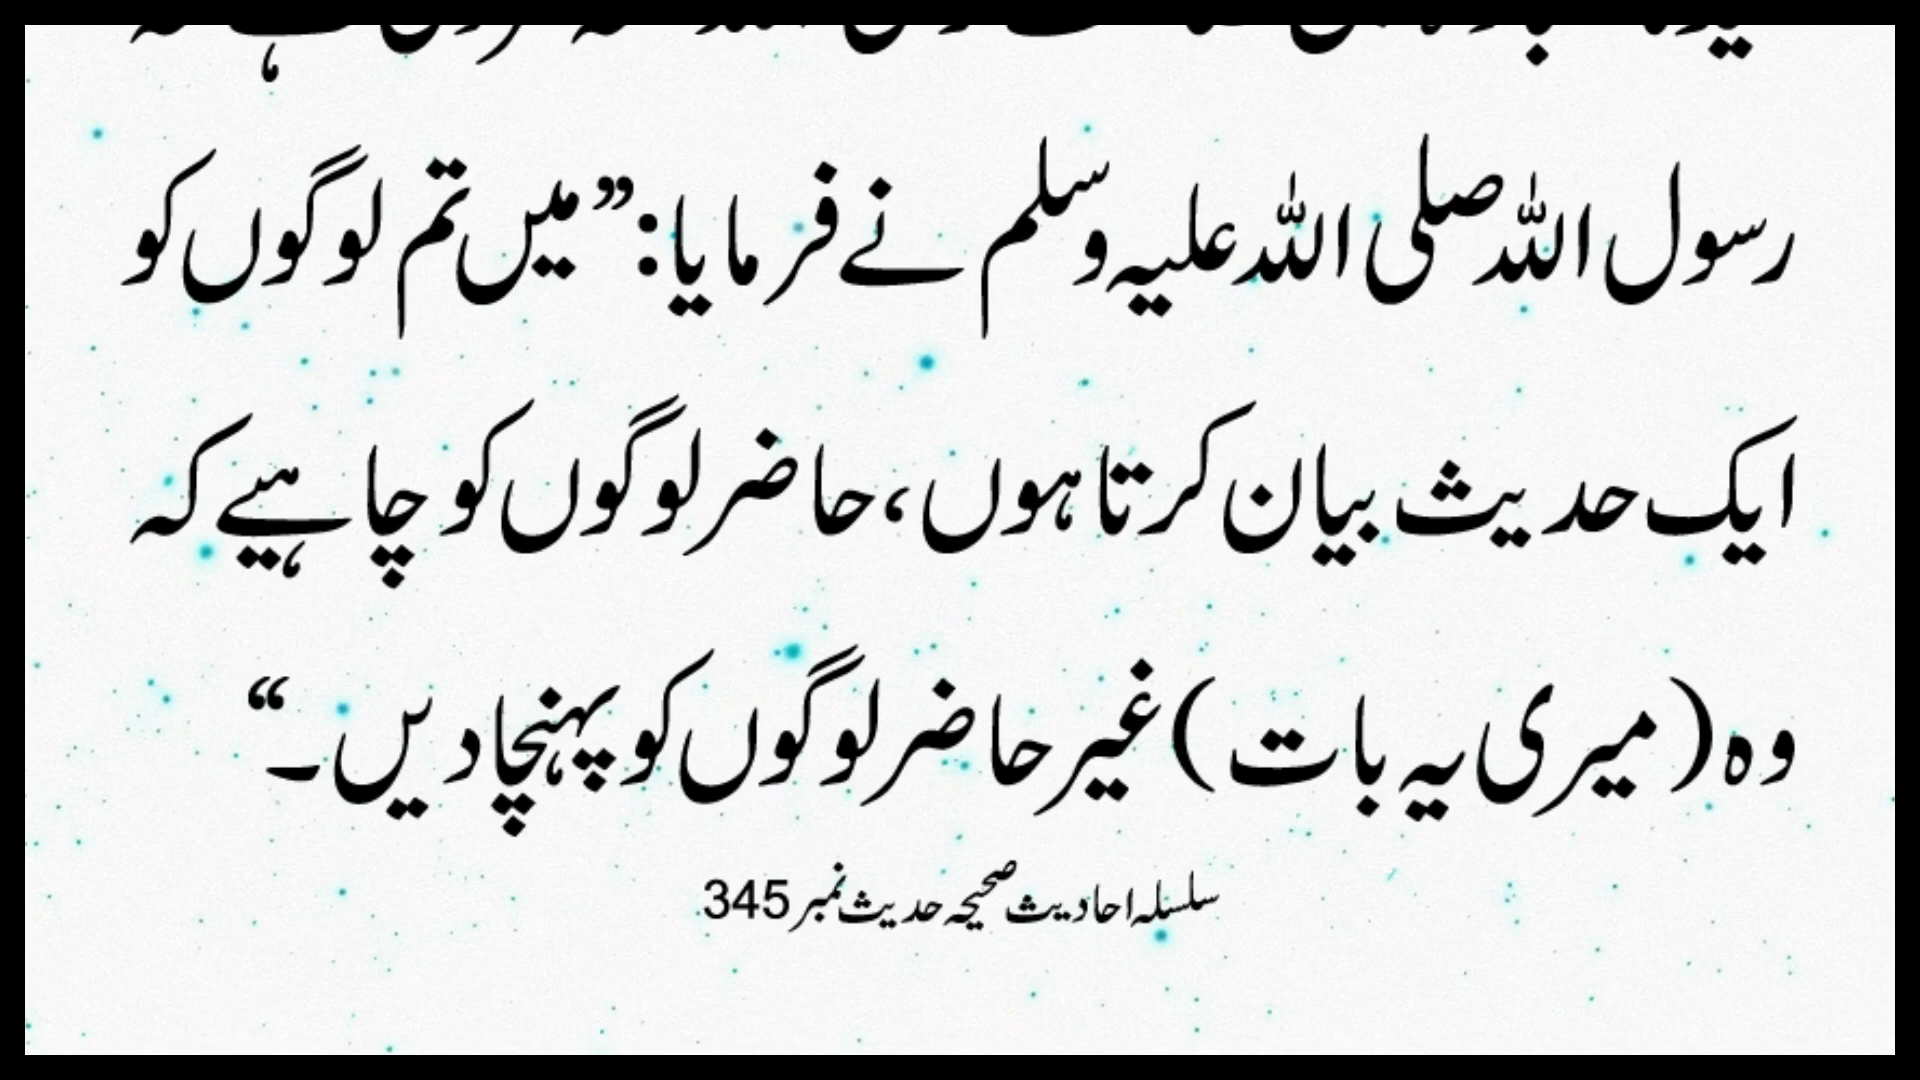 رسول اللہ صلی اللہ علیہ وسلم نے فرمایا: ”میں تم لوگوں کو
ایک حدیث بیان کرتا ہوں، حاضر لوگوں کو چاہیے کہ
وہ (میری یہ بات) غیر حاضر لوگوں کو پہنچا دیں۔“
سلسلہ احادیث صحیحہ حدیث نمبر 345